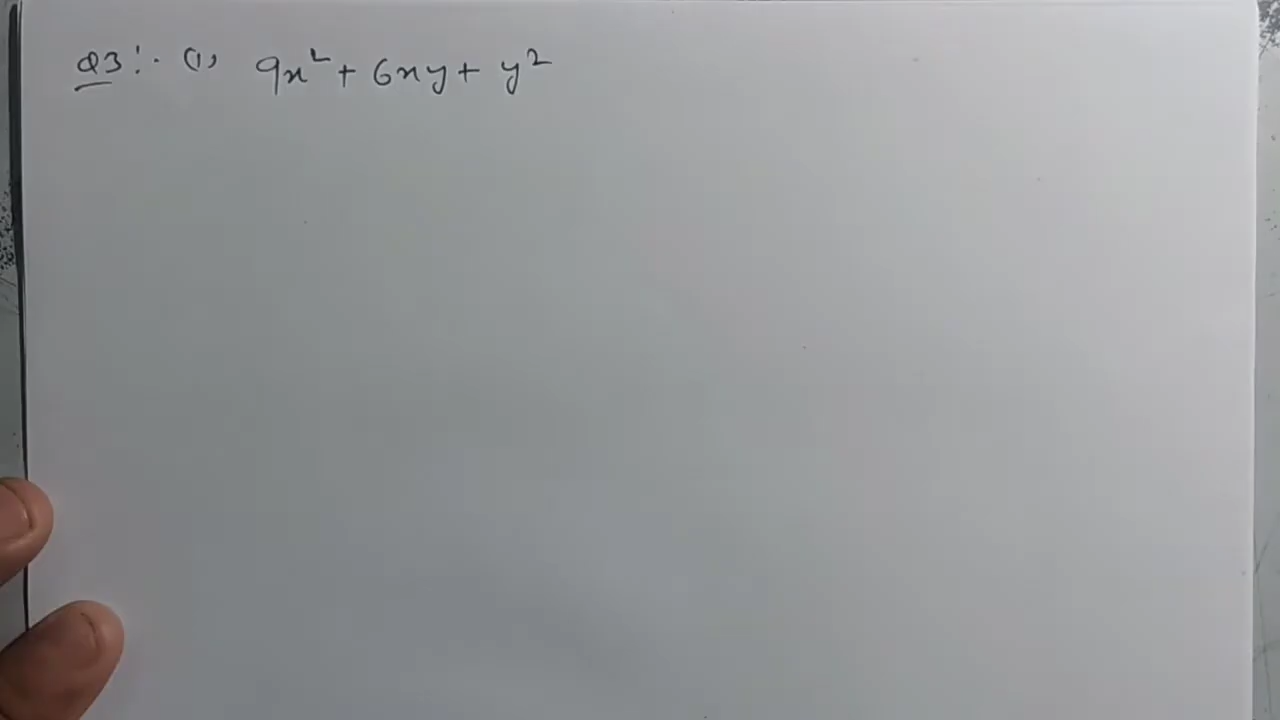 Q3:- (i) 9x² + 6xy + y²